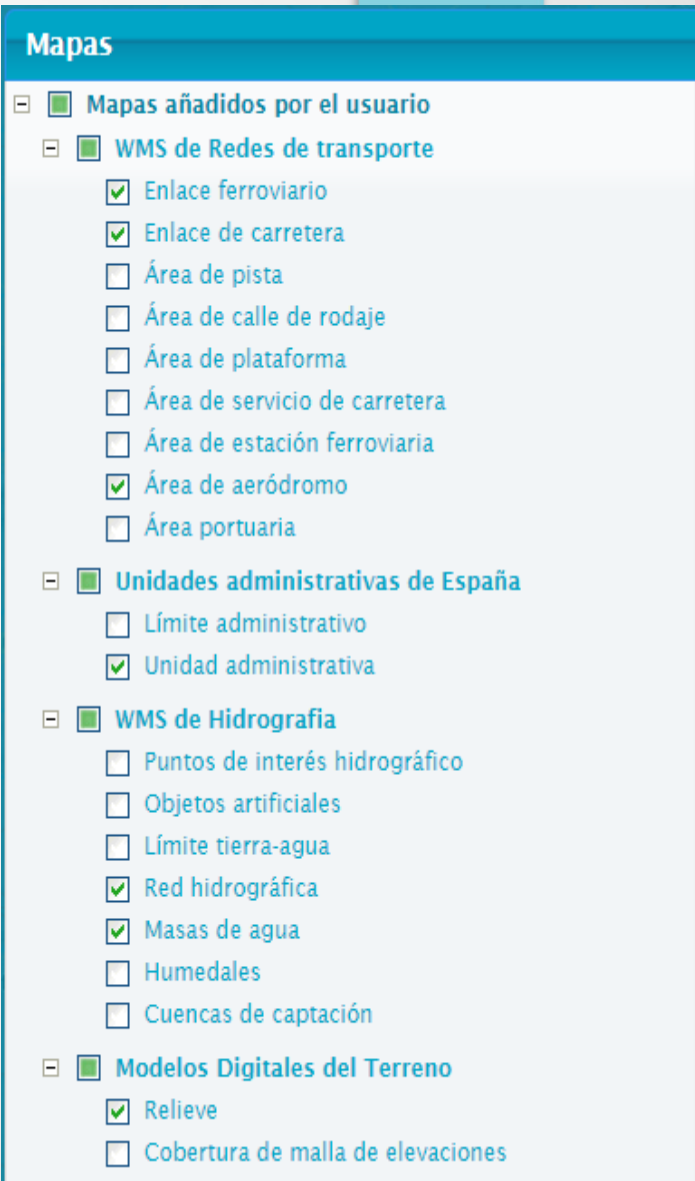 Mapas
Mapas añadidos por el usuario
WMS de Redes de transporte
Enlace ferroviario
Enlace de carretera
Área de pista
Área de calle de rodaje
Área de plataforma
Área de servicio de carretera
Área de estación ferroviaria
Área de aeródromo
Área portuaria
Unidades administrativas de España
Límite administrativo
Unidad administrativa
WMS de Hidrografia
Puntos de interés hidrográfico
Objetos artificiales
Límite tierra-agua
Red hidrográfica
Masas de agua
Humedales
Cuencas de captación
Modelos Digitales del Terreno
Relieve
Cobertura de malla de elevaciones